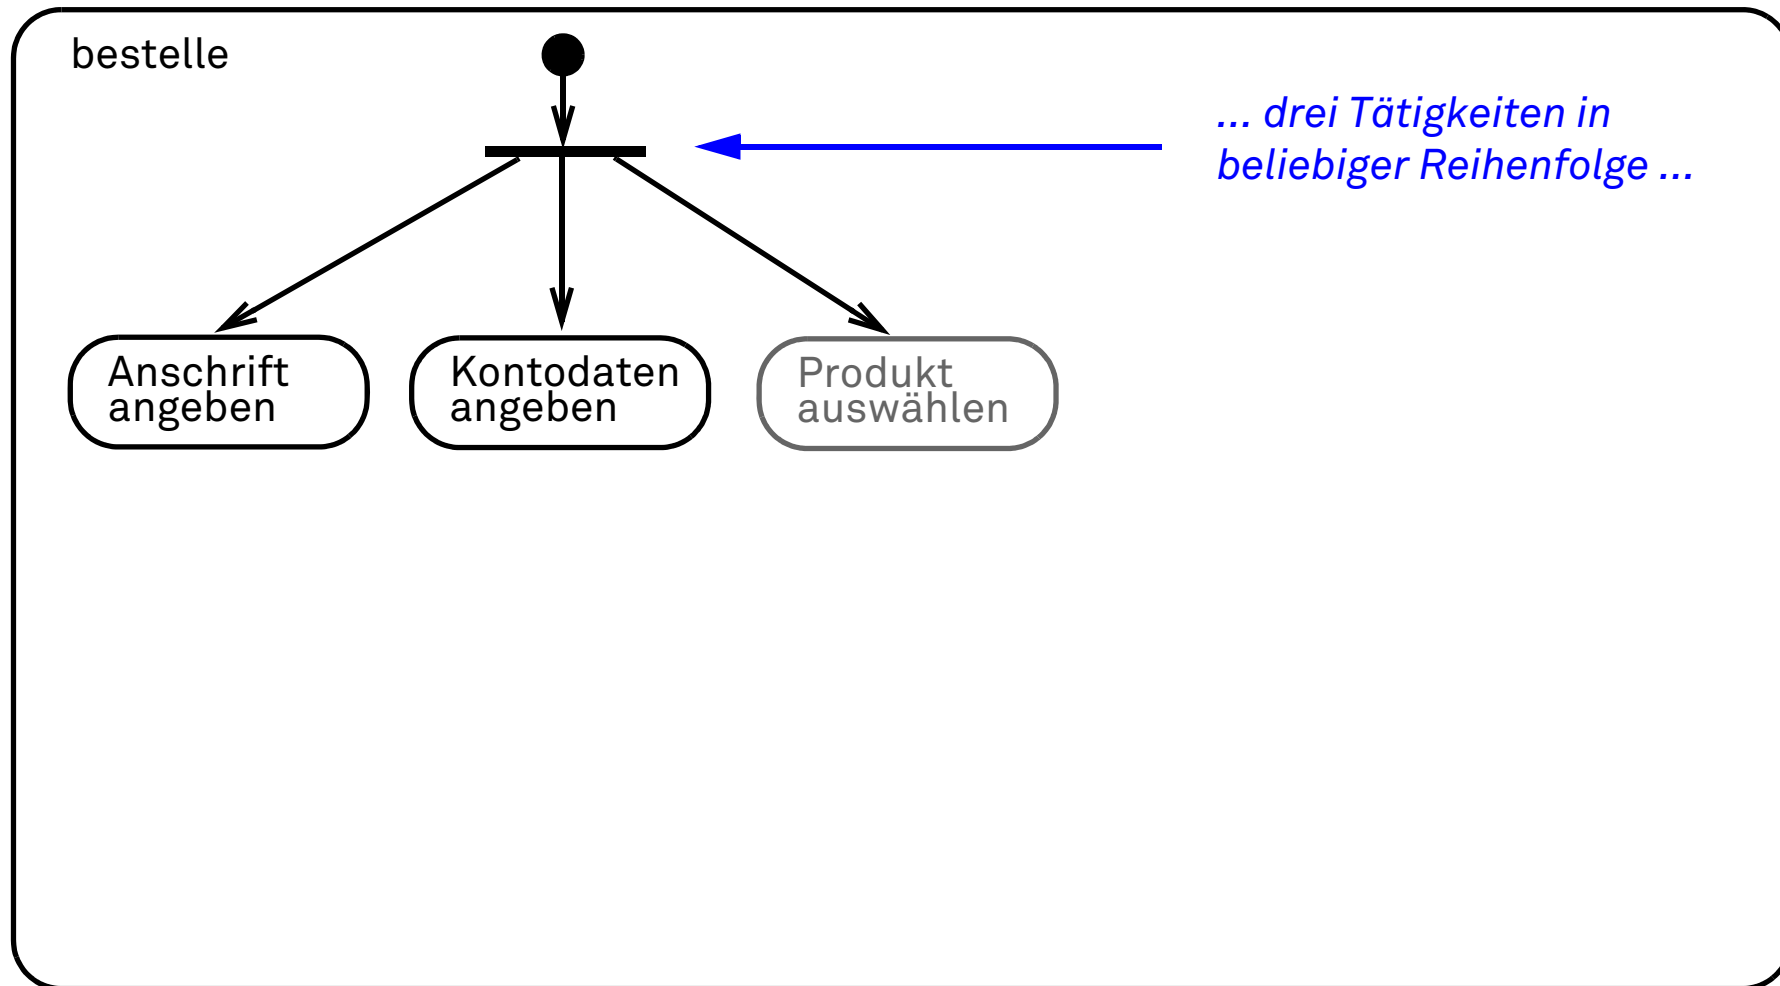 bestelle
... drei Tätigkeiten in
beliebiger Reihenfolge ...
Anschrift
angeben
Kontodaten
angeben
Produkt
auswählen